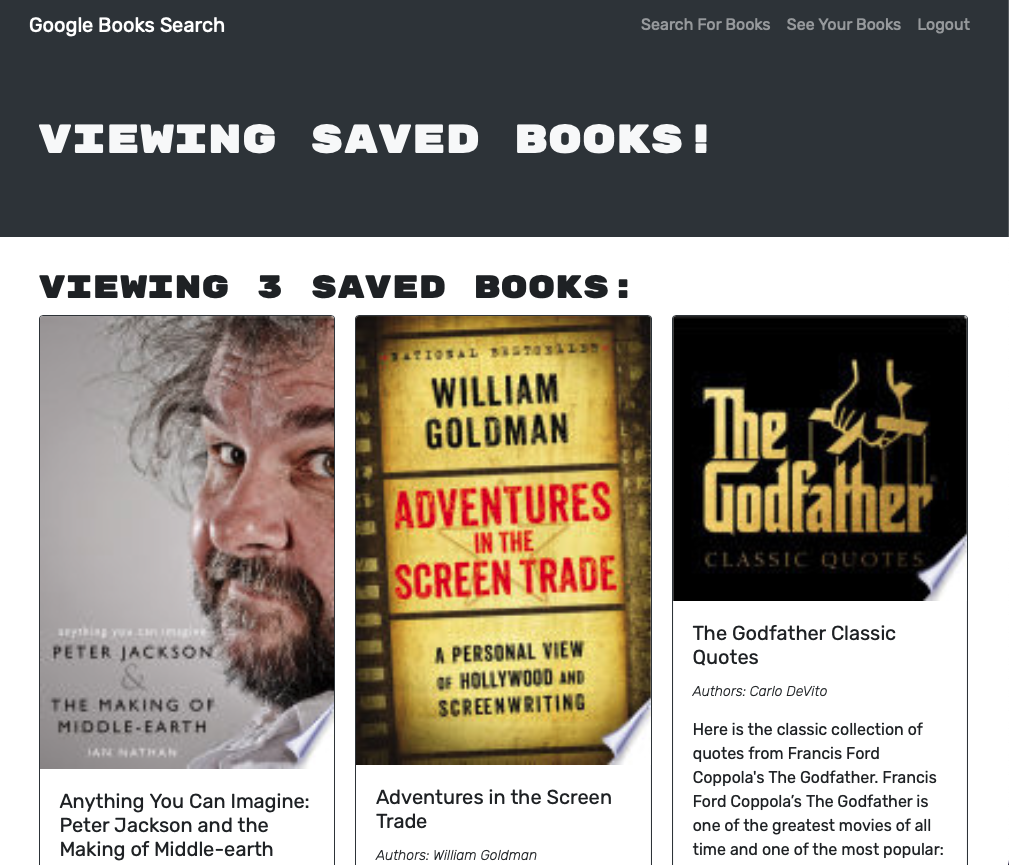 Google Books Search
Search For Books
See Your Books
Logout
VIEWING SAVED BOOKS!
VIEWING 3 SAVED BOOKS:
anything you can imagine
PETER JACKSON
&
THE MAKING OF
MIDDLE-EARTH
IAN NATHAN
Anything You Can Imagine:
Peter Jackson and the
Making of Middle-earth
NATIONAL BESTSELLER
WILLIAM
GOLDMAN
ADVENTURES
IN THE
SCREEN TRADE
A PERSONAL VIEW
OF HOLLYWOOD AND
SCREENWRITING
Adventures in the Screen
Trade
Authors: William Goldman
The
Godfather
CLASSIC QUOTES
The Godfather Classic
Quotes
Authors: Carlo DeVito
Here is the classic collection of
quotes from Francis Ford
Coppola's The Godfather. Francis
Ford Coppola’s The Godfather is
one of the greatest movies of all
time and one of the most popular: